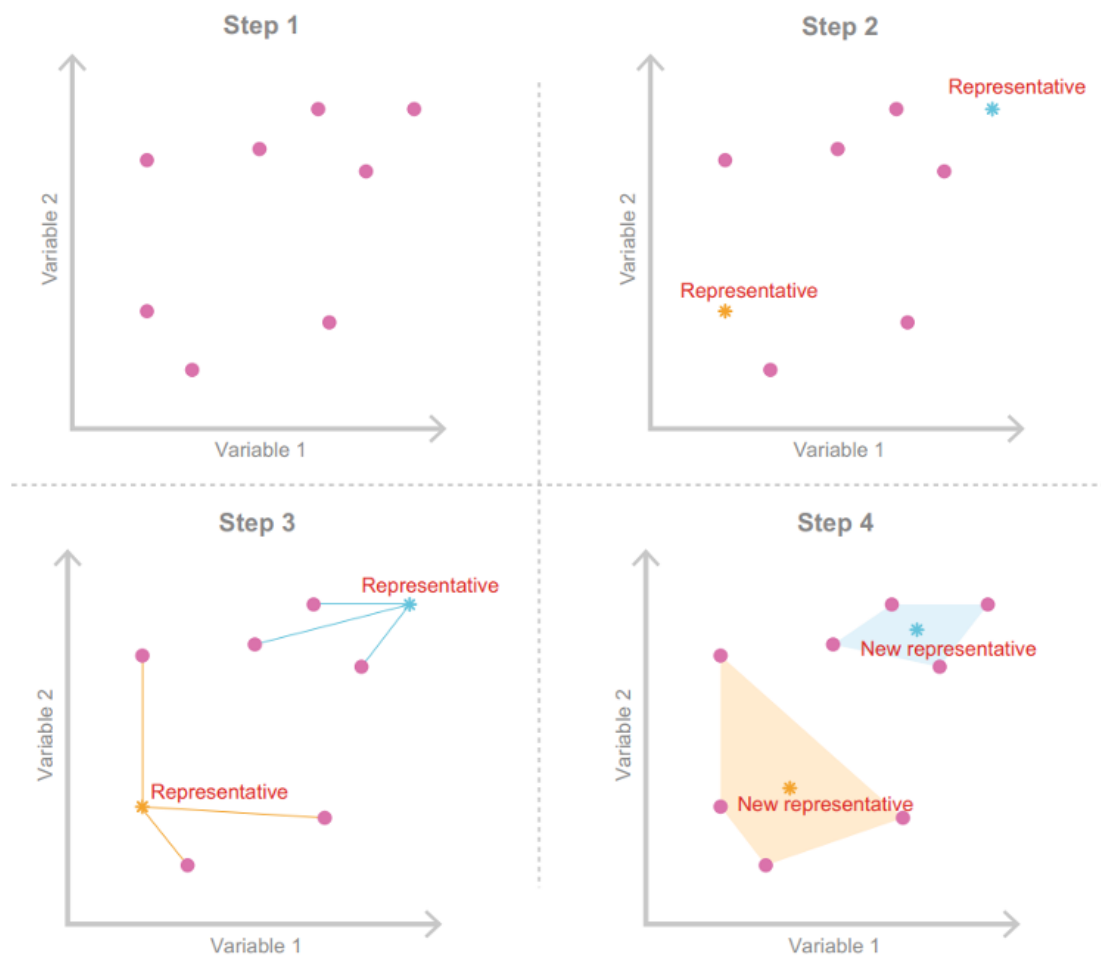 Step 1
Variable 2
Variable 1
Step 2
Representative
Representative
Variable 2
Variable 1
Step 3
Representative
Representative
Variable 2
Variable 1
Step 4
New representative
New representative
Variable 2
Variable 1